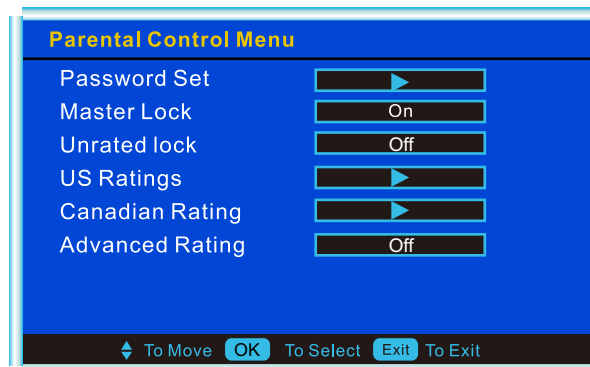 Parental Control Menu
Password Set
Master Lock On
Unrated lock Off
US Ratings
Canadian Rating
Advanced Rating Off
To Move OK To Select Exit To Exit